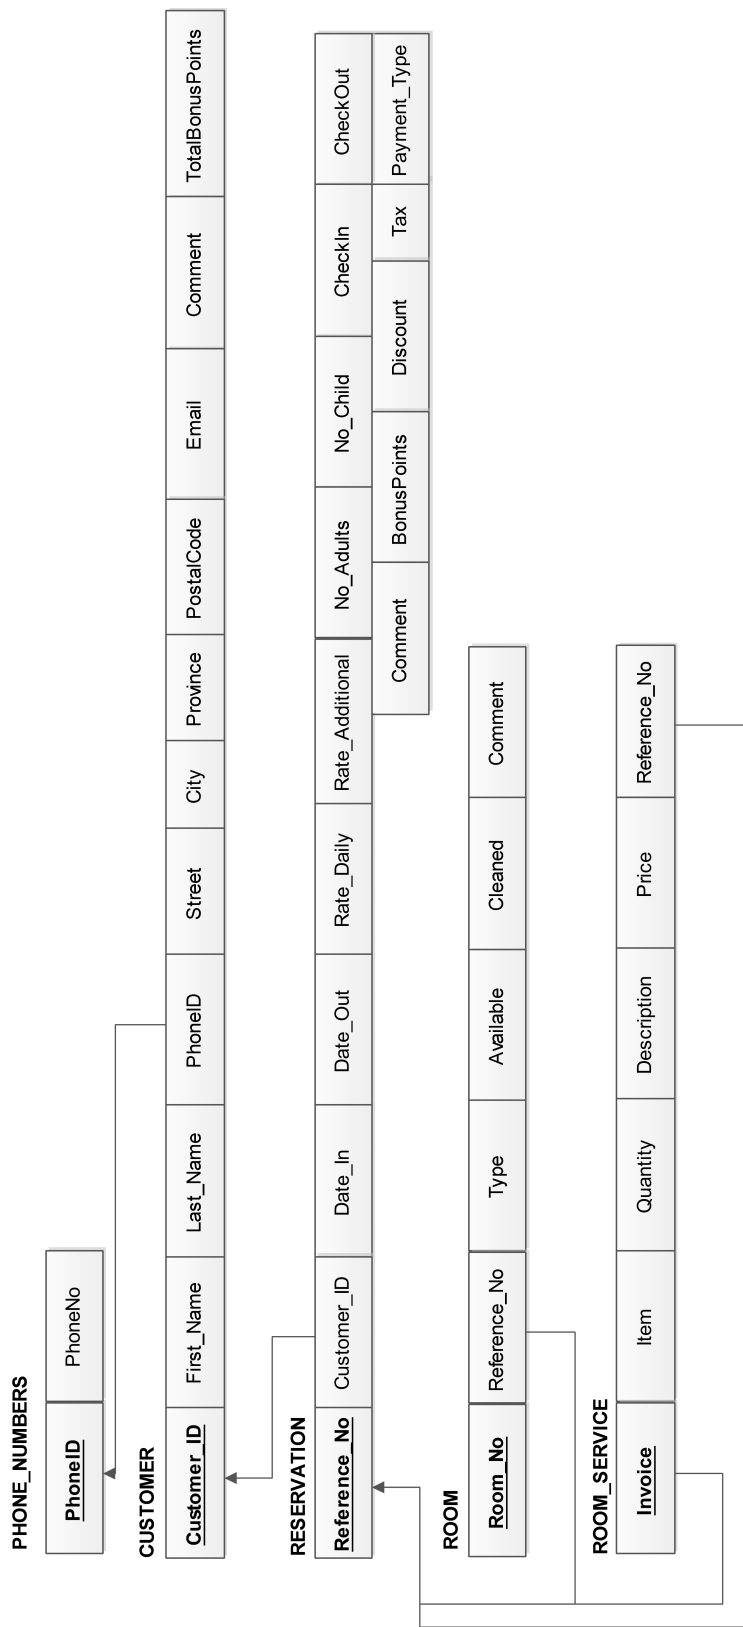 PHONE_NUMBERS
PhoneID PhoneNo
CUSTOMER
Customer_ID First_Name Last_Name PhoneID Street City Province PostalCode Email Comment TotalBonusPoints
RESERVATION
Reference_No Customer_ID Date_In Date_Out Rate_Daily Rate_Additional No_Adults No_Child CheckIn CheckOut
Comment BonusPoints Discount Tax Payment_Type
ROOM
Room_No Reference_No Type Available Cleaned Comment
ROOM_SERVICE
Invoice Item Quantity Description Price Reference_No